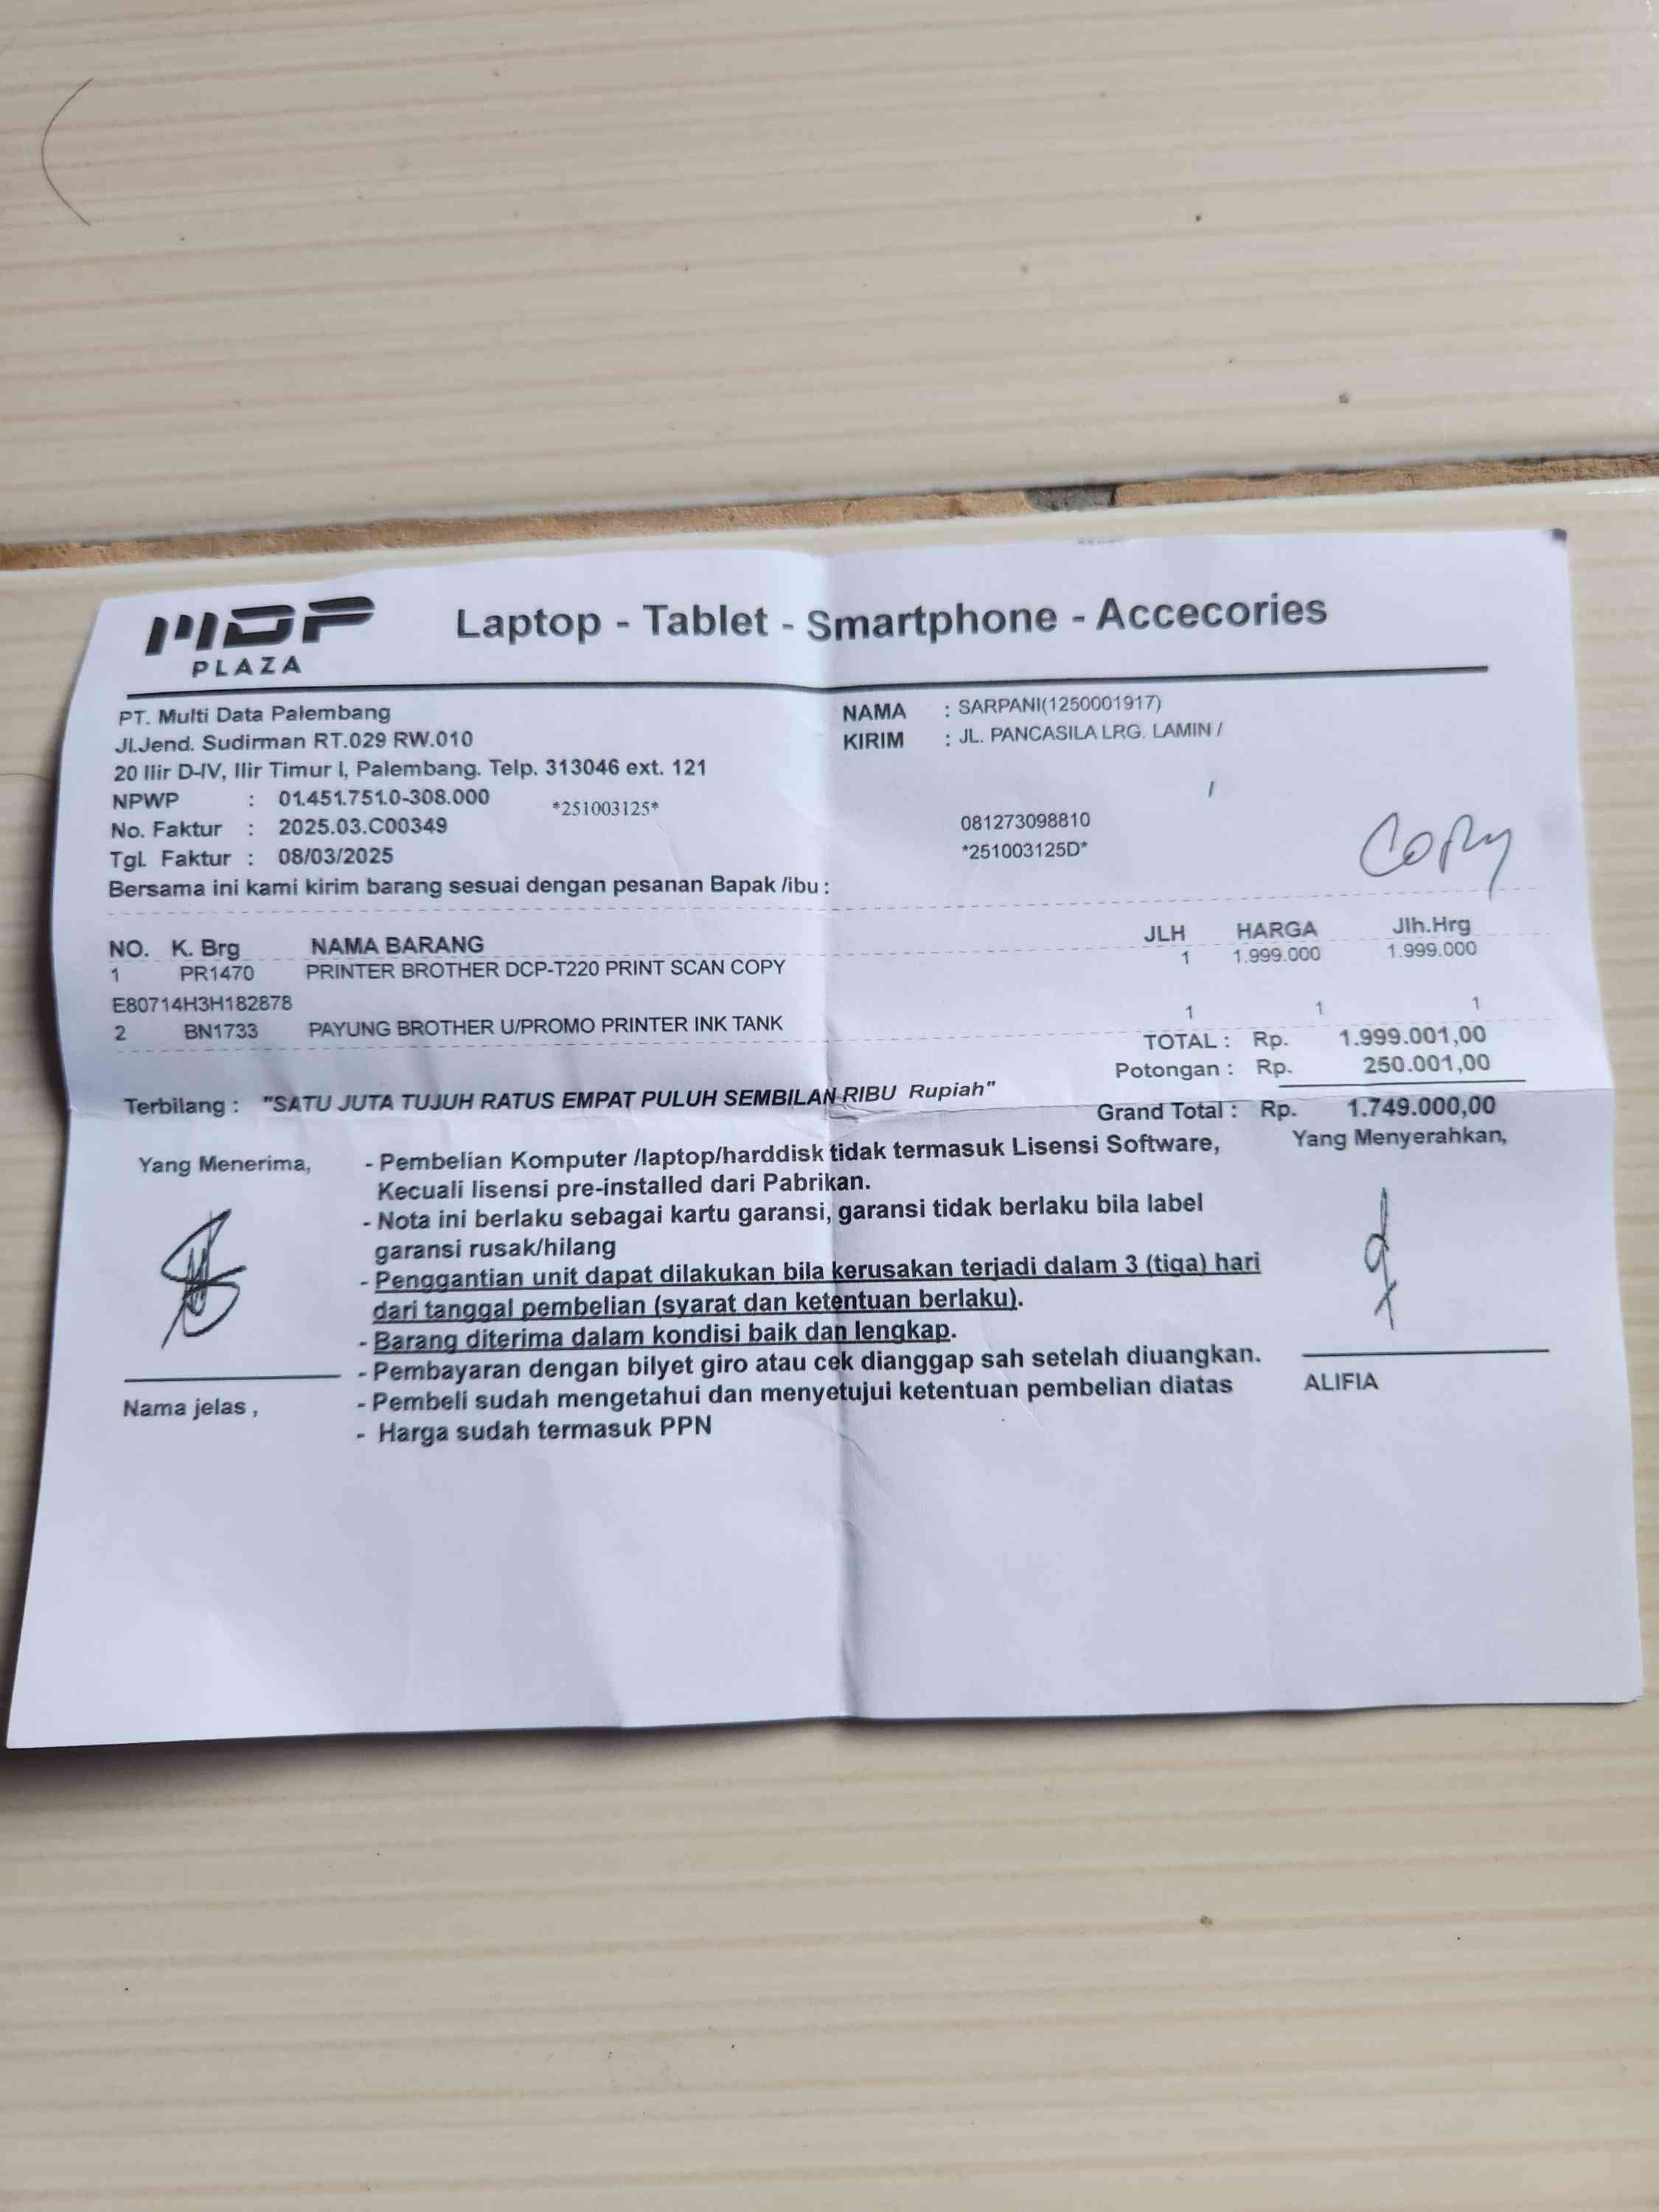 MDP
PLAZA
Laptop - Tablet - Smartphone - Accecories
PT. Multi Data Palembang
Jl.Jend. Sudirman RT.029 RW.010
20 Ilir D-IV, Ilir Timur I, Palembang. Telp. 313046 ext. 121
NPWP : 01.451.751.0-308.000
*251003125*
No. Faktur : 2025.03.C00349
Tgl. Faktur : 08/03/2025
NAMA : SARPANI(1250001917)
KIRIM : JL. PANCASILA LRG. LAMIN /
/
081273098810
*251003125D*
Copy
Bersama ini kami kirim barang sesuai dengan pesanan Bapak /ibu :
NO. K. Brg NAMA BARANG JLH HARGA Jlh.Hrg
1 PR1470 PRINTER BROTHER DCP-T220 PRINT SCAN COPY 1 1.999.000 1.999.000
E80714H3H182878
2 BN1733 PAYUNG BROTHER U/PROMO PRINTER INK TANK 1 1 1
TOTAL : Rp. 1.999.001,00
Potongan : Rp. 250.001,00
Terbilang : "SATU JUTA TUJUH RATUS EMPAT PULUH SEMBILAN RIBU Rupiah"
Grand Total : Rp. 1.749.000,00
Yang Menerima,
- Pembelian Komputer /laptop/harddisk tidak termasuk Lisensi Software,
Kecuali lisensi pre-installed dari Pabrikan.
- Nota ini berlaku sebagai kartu garansi, garansi tidak berlaku bila label
garansi rusak/hilang
- Penggantian unit dapat dilakukan bila kerusakan terjadi dalam 3 (tiga) hari
dari tanggal pembelian (syarat dan ketentuan berlaku).
- Barang diterima dalam kondisi baik dan lengkap.
- Pembayaran dengan bilyet giro atau cek dianggap sah setelah diuangkan.
- Pembeli sudah mengetahui dan menyetujui ketentuan pembelian diatas
- Harga sudah termasuk PPN
Nama jelas ,
Yang Menyerahkan,
ALIFIA